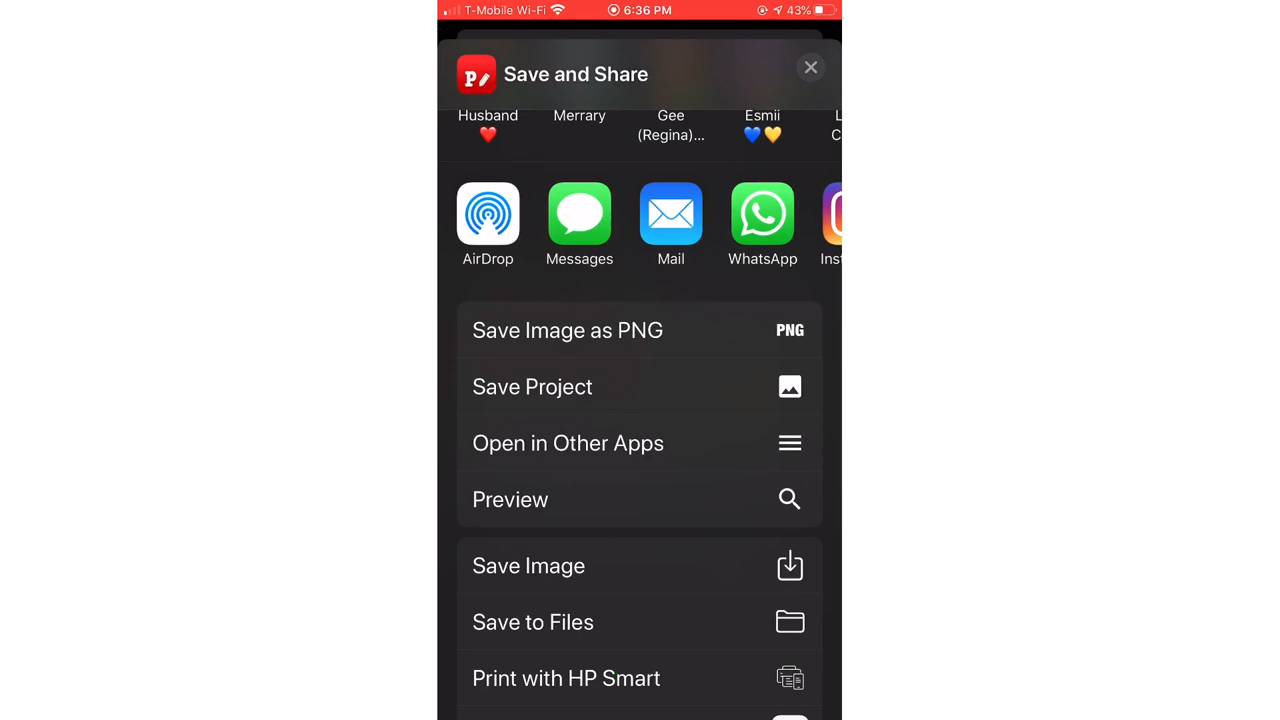 T-Mobile Wi-Fi 6:36 PM 43%
P
Save and Share
Husband Merrary Gee Esmii L
❤️ (Regina)... 💙💛 C
AirDrop Messages Mail WhatsApp Inst
Save Image as PNG PNG
Save Project
Open in Other Apps
Preview
Save Image
Save to Files
Print with HP Smart